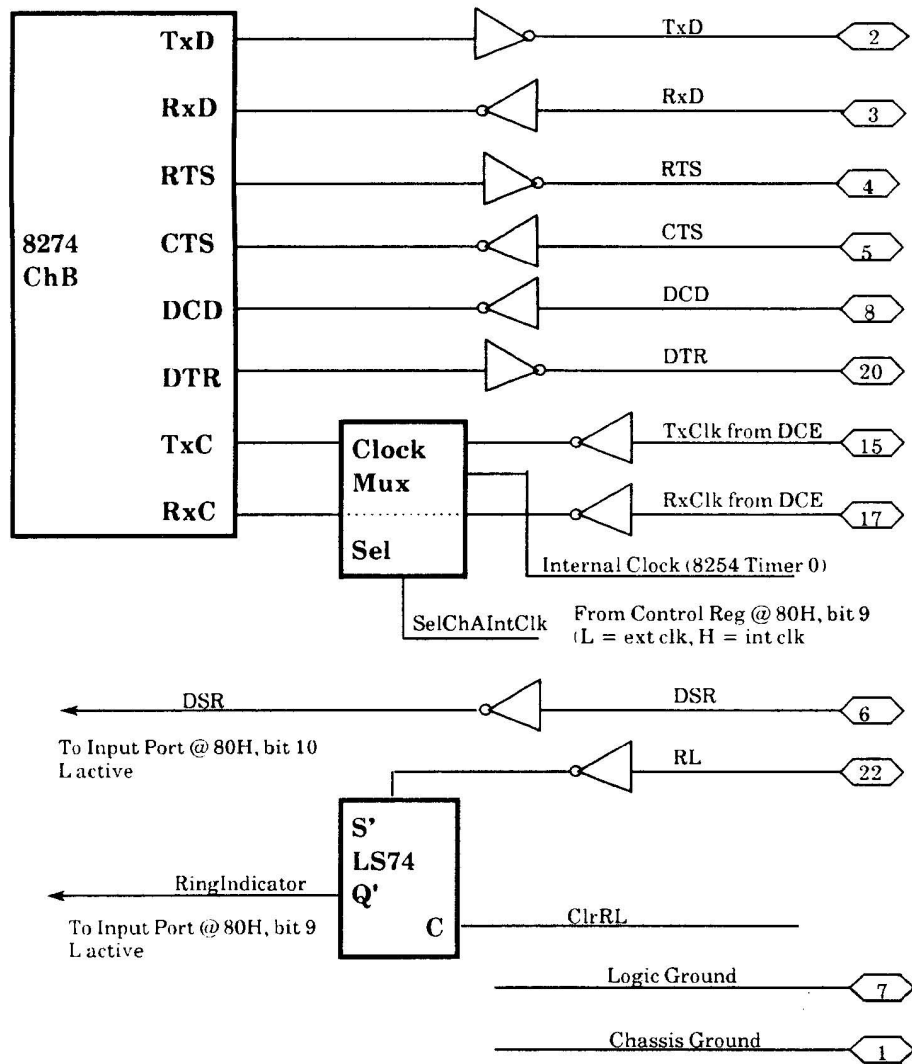 TxD TxD 2
RxD RxD 3
RTS RTS 4
8274 CTS CTS 5
ChB
DCD DCD 8
DTR DTR 20
TxC Clock TxClk from DCE 15
Mux
RxC RxClk from DCE 17
Sel
Internal Clock (8254 Timer 0)
SelChAIntClk
From Control Reg @ 80H, bit 9
(L = ext clk, H = int clk
DSR DSR 6
To Input Port @ 80H, bit 10
L active
RL 22
S'
LS74
RingIndicator Q'
To Input Port @ 80H, bit 9
L active
C ClrRL
Logic Ground 7
Chassis Ground 1